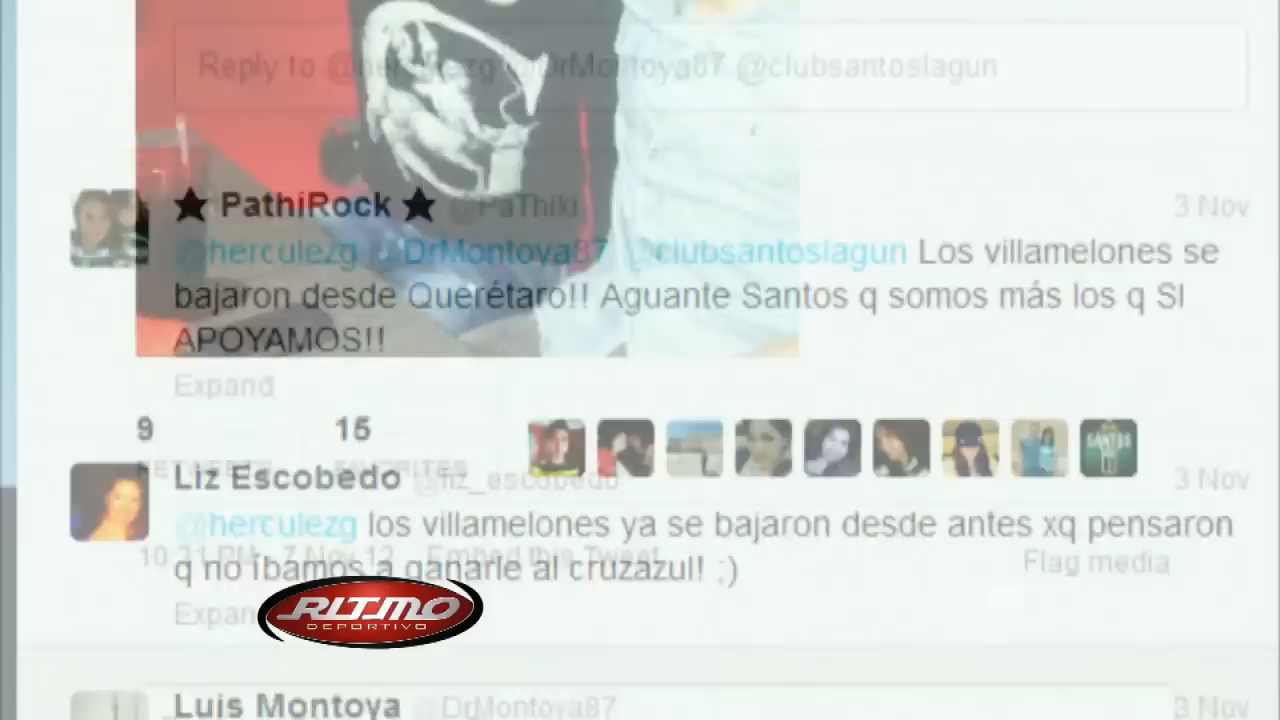 Reply to @herculezg @DrMontoya87 @clubsantoslagun
★ PathiRock ★ @PaThiki 3 Nov
@herculezg @DrMontoya87 @clubsantoslagun Los villamelones se
bajaron desde Querétaro!! Aguante Santos q somos más los q SI
APOYAMOS!!
Expand
9 15
RETWEETS FAVORITES
Liz Escobedo @liz_escobedo 3 Nov
@herculezg los villamelones ya se bajaron desde antes xq pensaron
10:31 PM - 7 Nov 12 Embed this Tweet Flag media
q no íbamos a ganarle al cruzazul! ;)
Expand
RITMO
DEPORTIVO
Luis Montoya @DrMontoya87 3 Nov